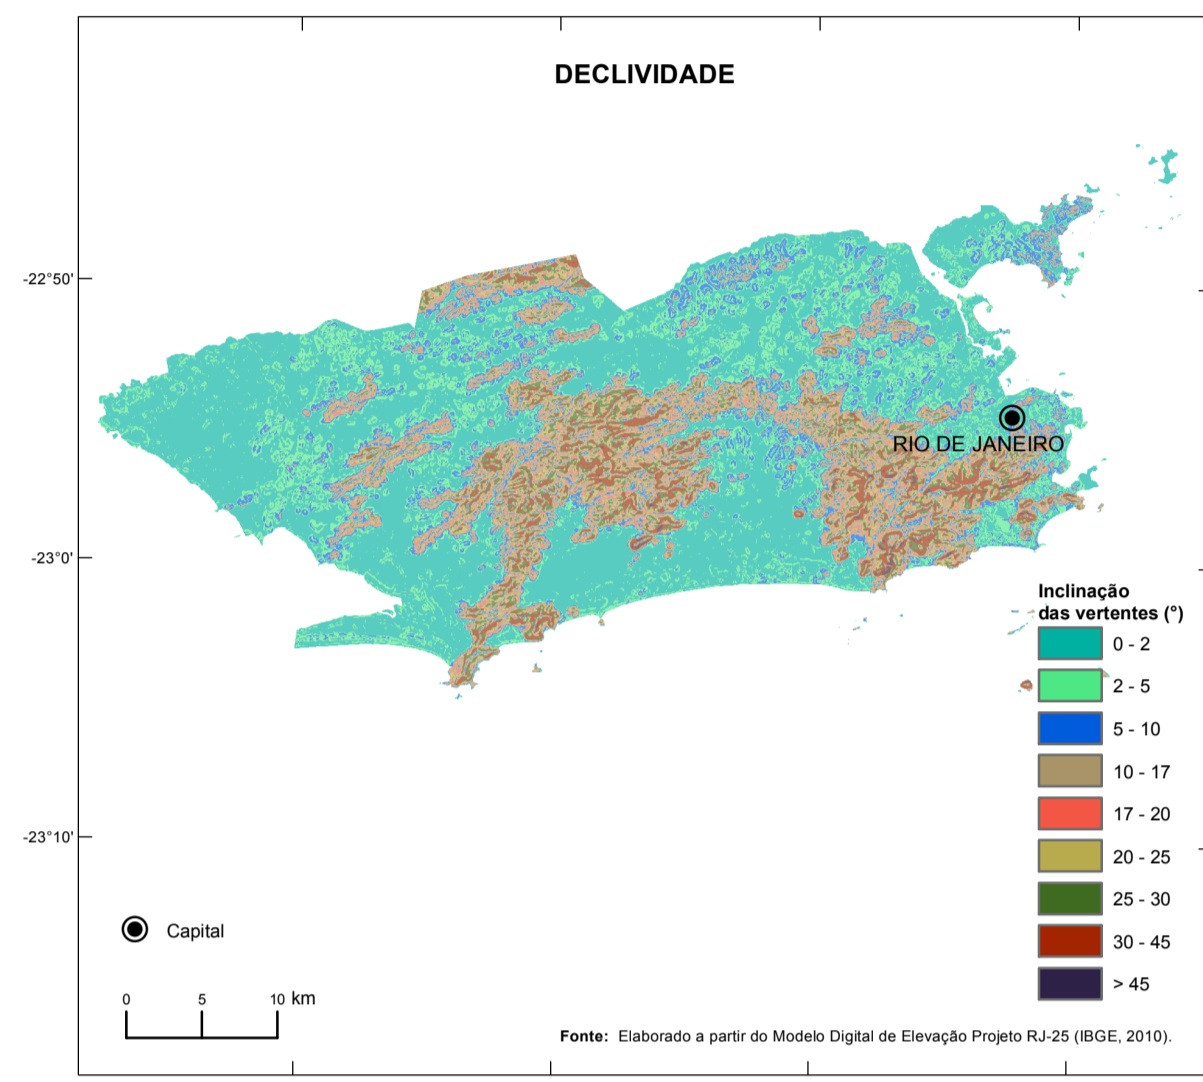 DECLIVIDADE
-22°50'
RIO DE JANEIRO
-23°0'
Inclinação
das vertentes (°)
0 - 2
2 - 5
5 - 10
10 - 17
17 - 20
20 - 25
25 - 30
30 - 45
> 45
-23°10'
Capital
0 5 10 km
Fonte: Elaborado a partir do Modelo Digital de Elevação Projeto RJ-25 (IBGE, 2010).